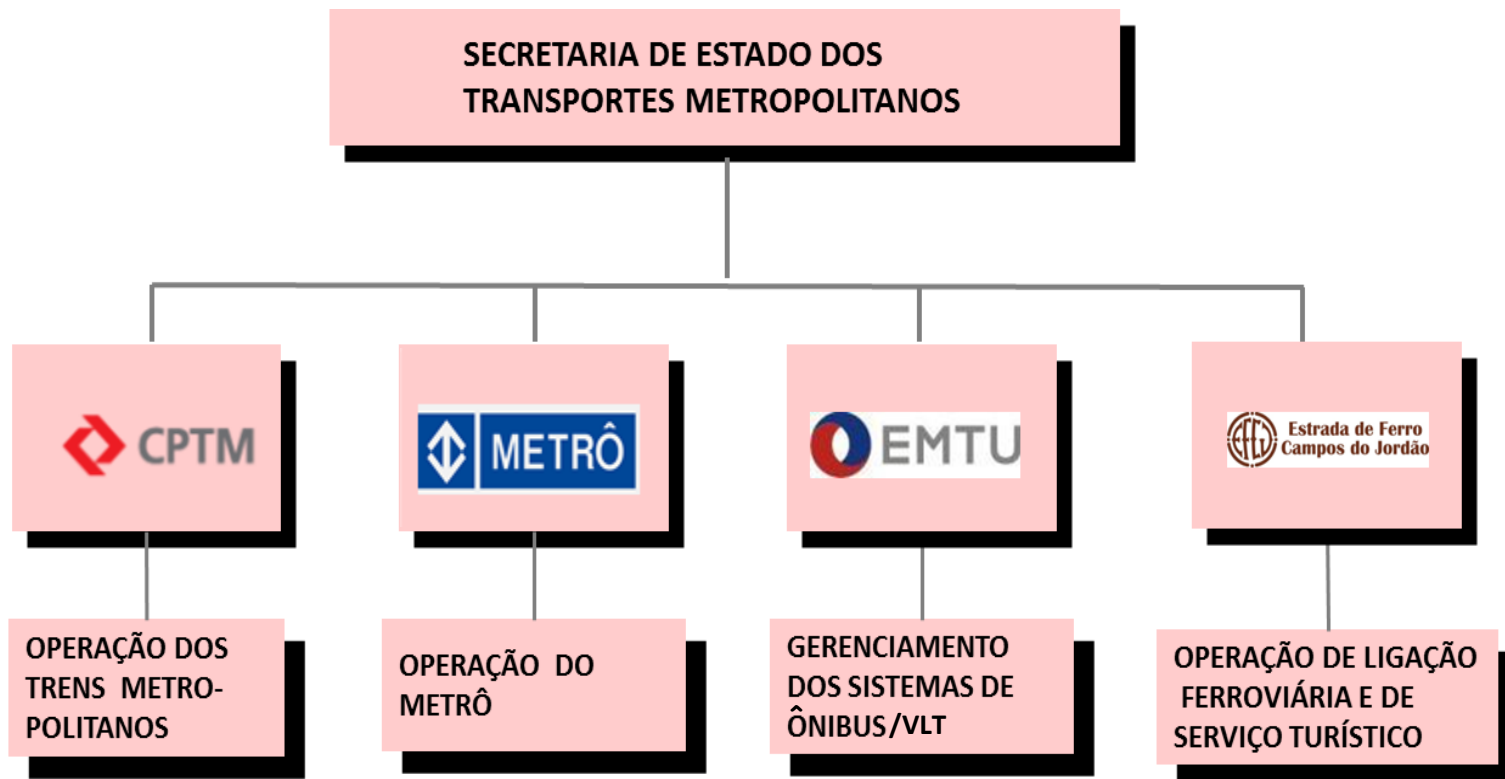 SECRETARIA DE ESTADO DOS
TRANSPORTES METROPOLITANOS
CPTM
METRÔ
EMTU
EFCJ
Estrada de Ferro
Campos do Jordão
OPERAÇÃO DOS
TRENS METRO-
POLITANOS
OPERAÇÃO DO
METRÔ
GERENCIAMENTO
DOS SISTEMAS DE
ÔNIBUS/VLT
OPERAÇÃO DE LIGAÇÃO
FERROVIÁRIA E DE
SERVIÇO TURÍSTICO